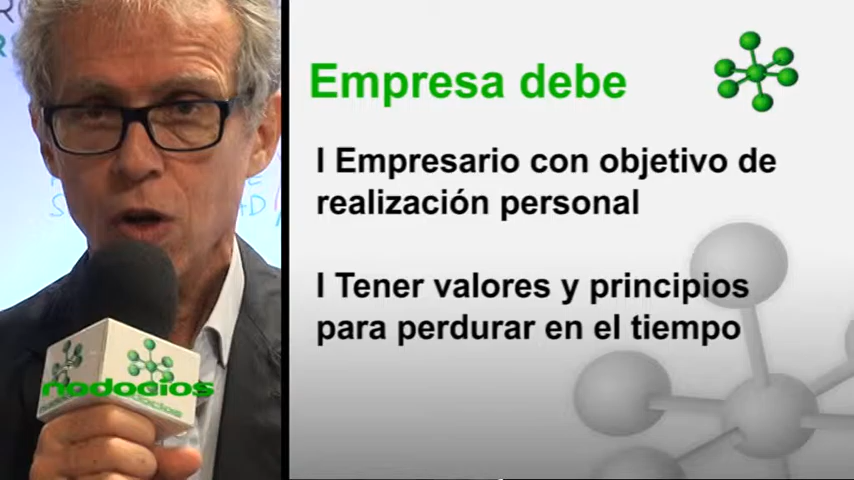 Empresa debe
I Empresario con objetivo de
realización personal
I Tener valores y principios
para perdurar en el tiempo
nodocios